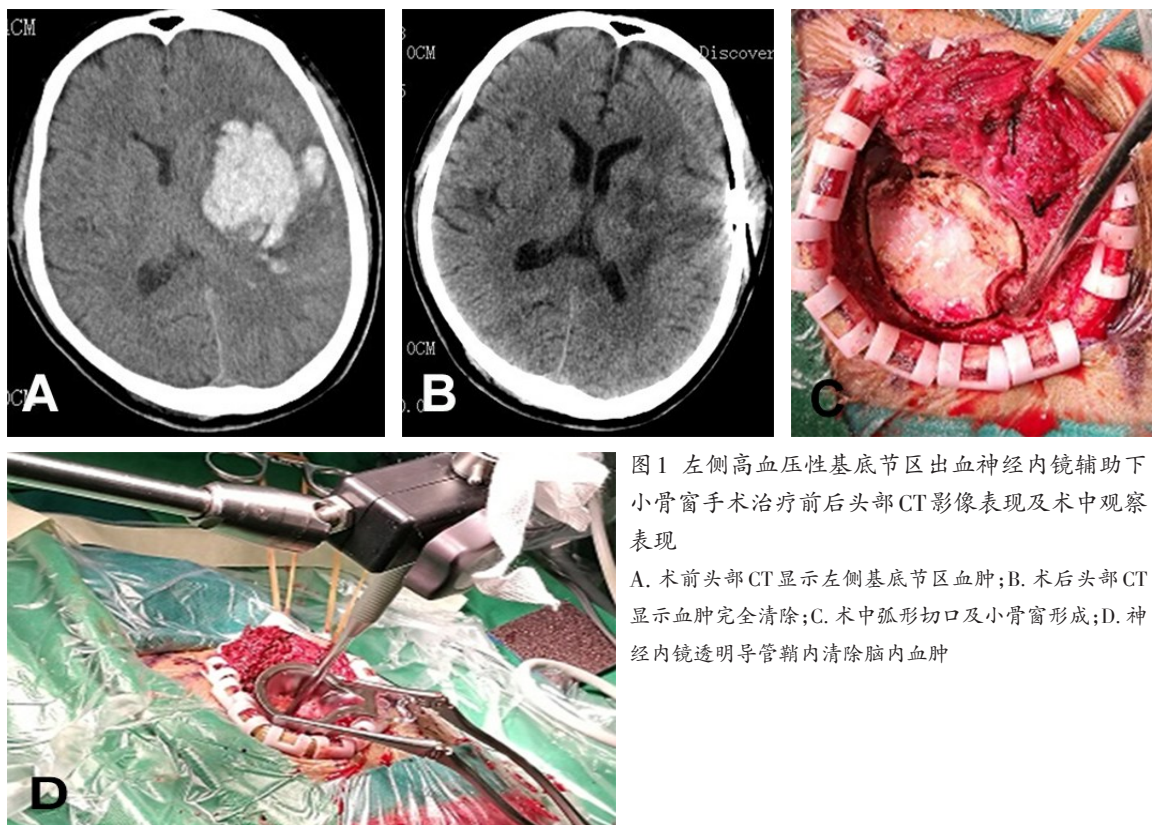 CM
0CM
A
0CM
Discover
0CM
B
C
D
图1 左侧高血压性基底节区出血神经内镜辅助下
小骨窗手术治疗前后头部CT影像表现及术中观察
表现
A. 术前头部CT显示左侧基底节区血肿;B. 术后头部CT
显示血肿完全清除;C. 术中弧形切口及小骨窗形成;D. 神
经内镜透明导管鞘内清除脑内血肿